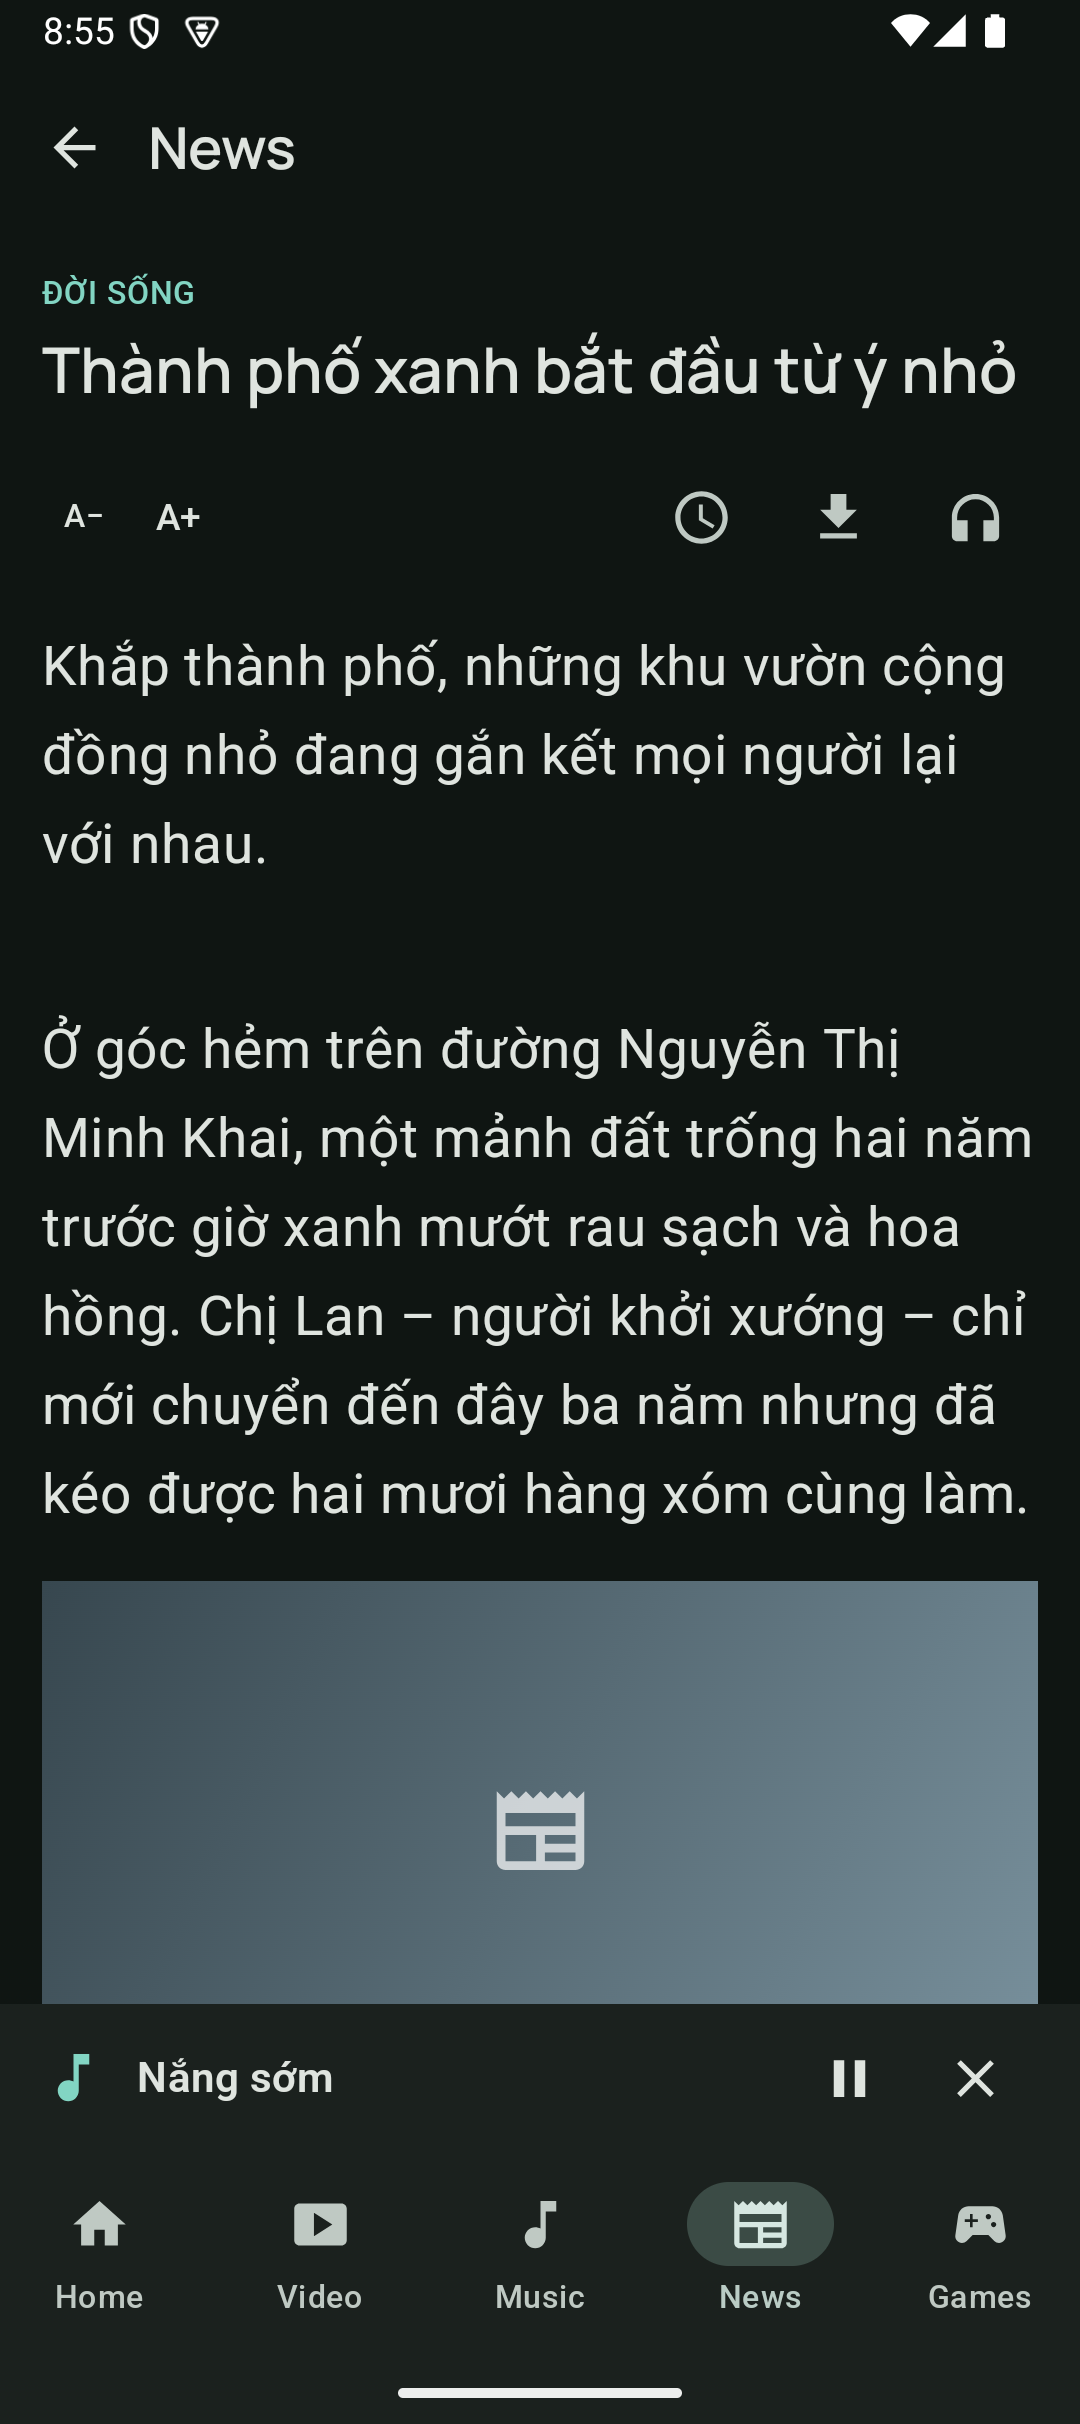 8:55
News
ĐỜI SỐNG
Thành phố xanh bắt đầu từ ý nhỏ
A− A+
Khắp thành phố, những khu vườn cộng
đồng nhỏ đang gắn kết mọi người lại
với nhau.
Ở góc hẻm trên đường Nguyễn Thị
Minh Khai, một mảnh đất trống hai năm
trước giờ xanh mướt rau sạch và hoa
hồng. Chị Lan – người khởi xướng – chỉ
mới chuyển đến đây ba năm nhưng đã
kéo được hai mươi hàng xóm cùng làm.
Nắng sớm
Home Video Music News Games